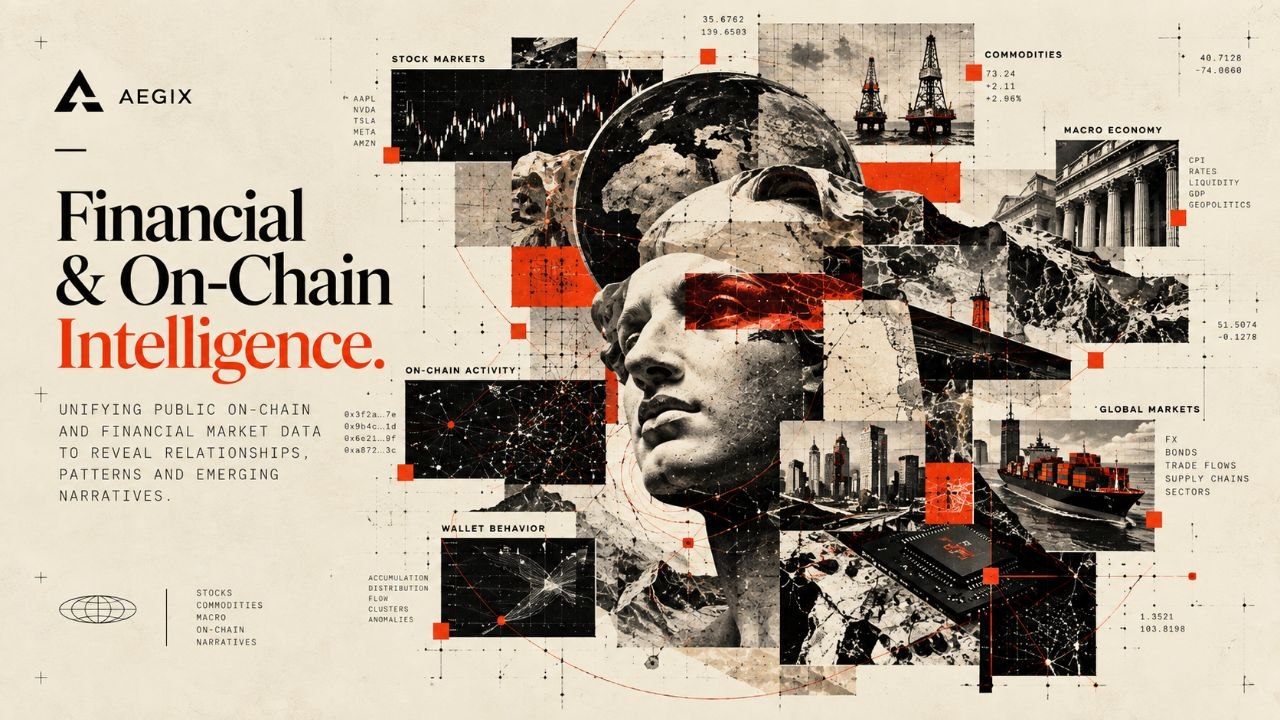 AEGIX
Financial
& On-Chain
Intelligence.
UNIFYING PUBLIC ON-CHAIN
AND FINANCIAL MARKET DATA
TO REVEAL RELATIONSHIPS,
PATTERNS AND EMERGING
NARRATIVES.
STOCKS
COMMODITIES
MACRO
ON-CHAIN
NARRATIVES
STOCK MARKETS
AAPL
NVDA
TSLA
META
AMZN
35.6762
139.6503
COMMODITIES
73.24
+2.11
+2.96%
40.7128
-74.0060
MACRO ECONOMY
CPI
RATES
LIQUIDITY
GDP
GEOPOLITICS
51.5074
-0.1278
ON-CHAIN ACTIVITY
0x3f2a...7e
0x9b4c...1d
0x6e21...9f
0xa872...3c
GLOBAL MARKETS
FX
BONDS
TRADE FLOWS
SUPPLY CHAINS
SECTORS
WALLET BEHAVIOR
ACCUMULATION
DISTRIBUTION
FLOW
CLUSTERS
ANOMALIES
1.3521
103.8198